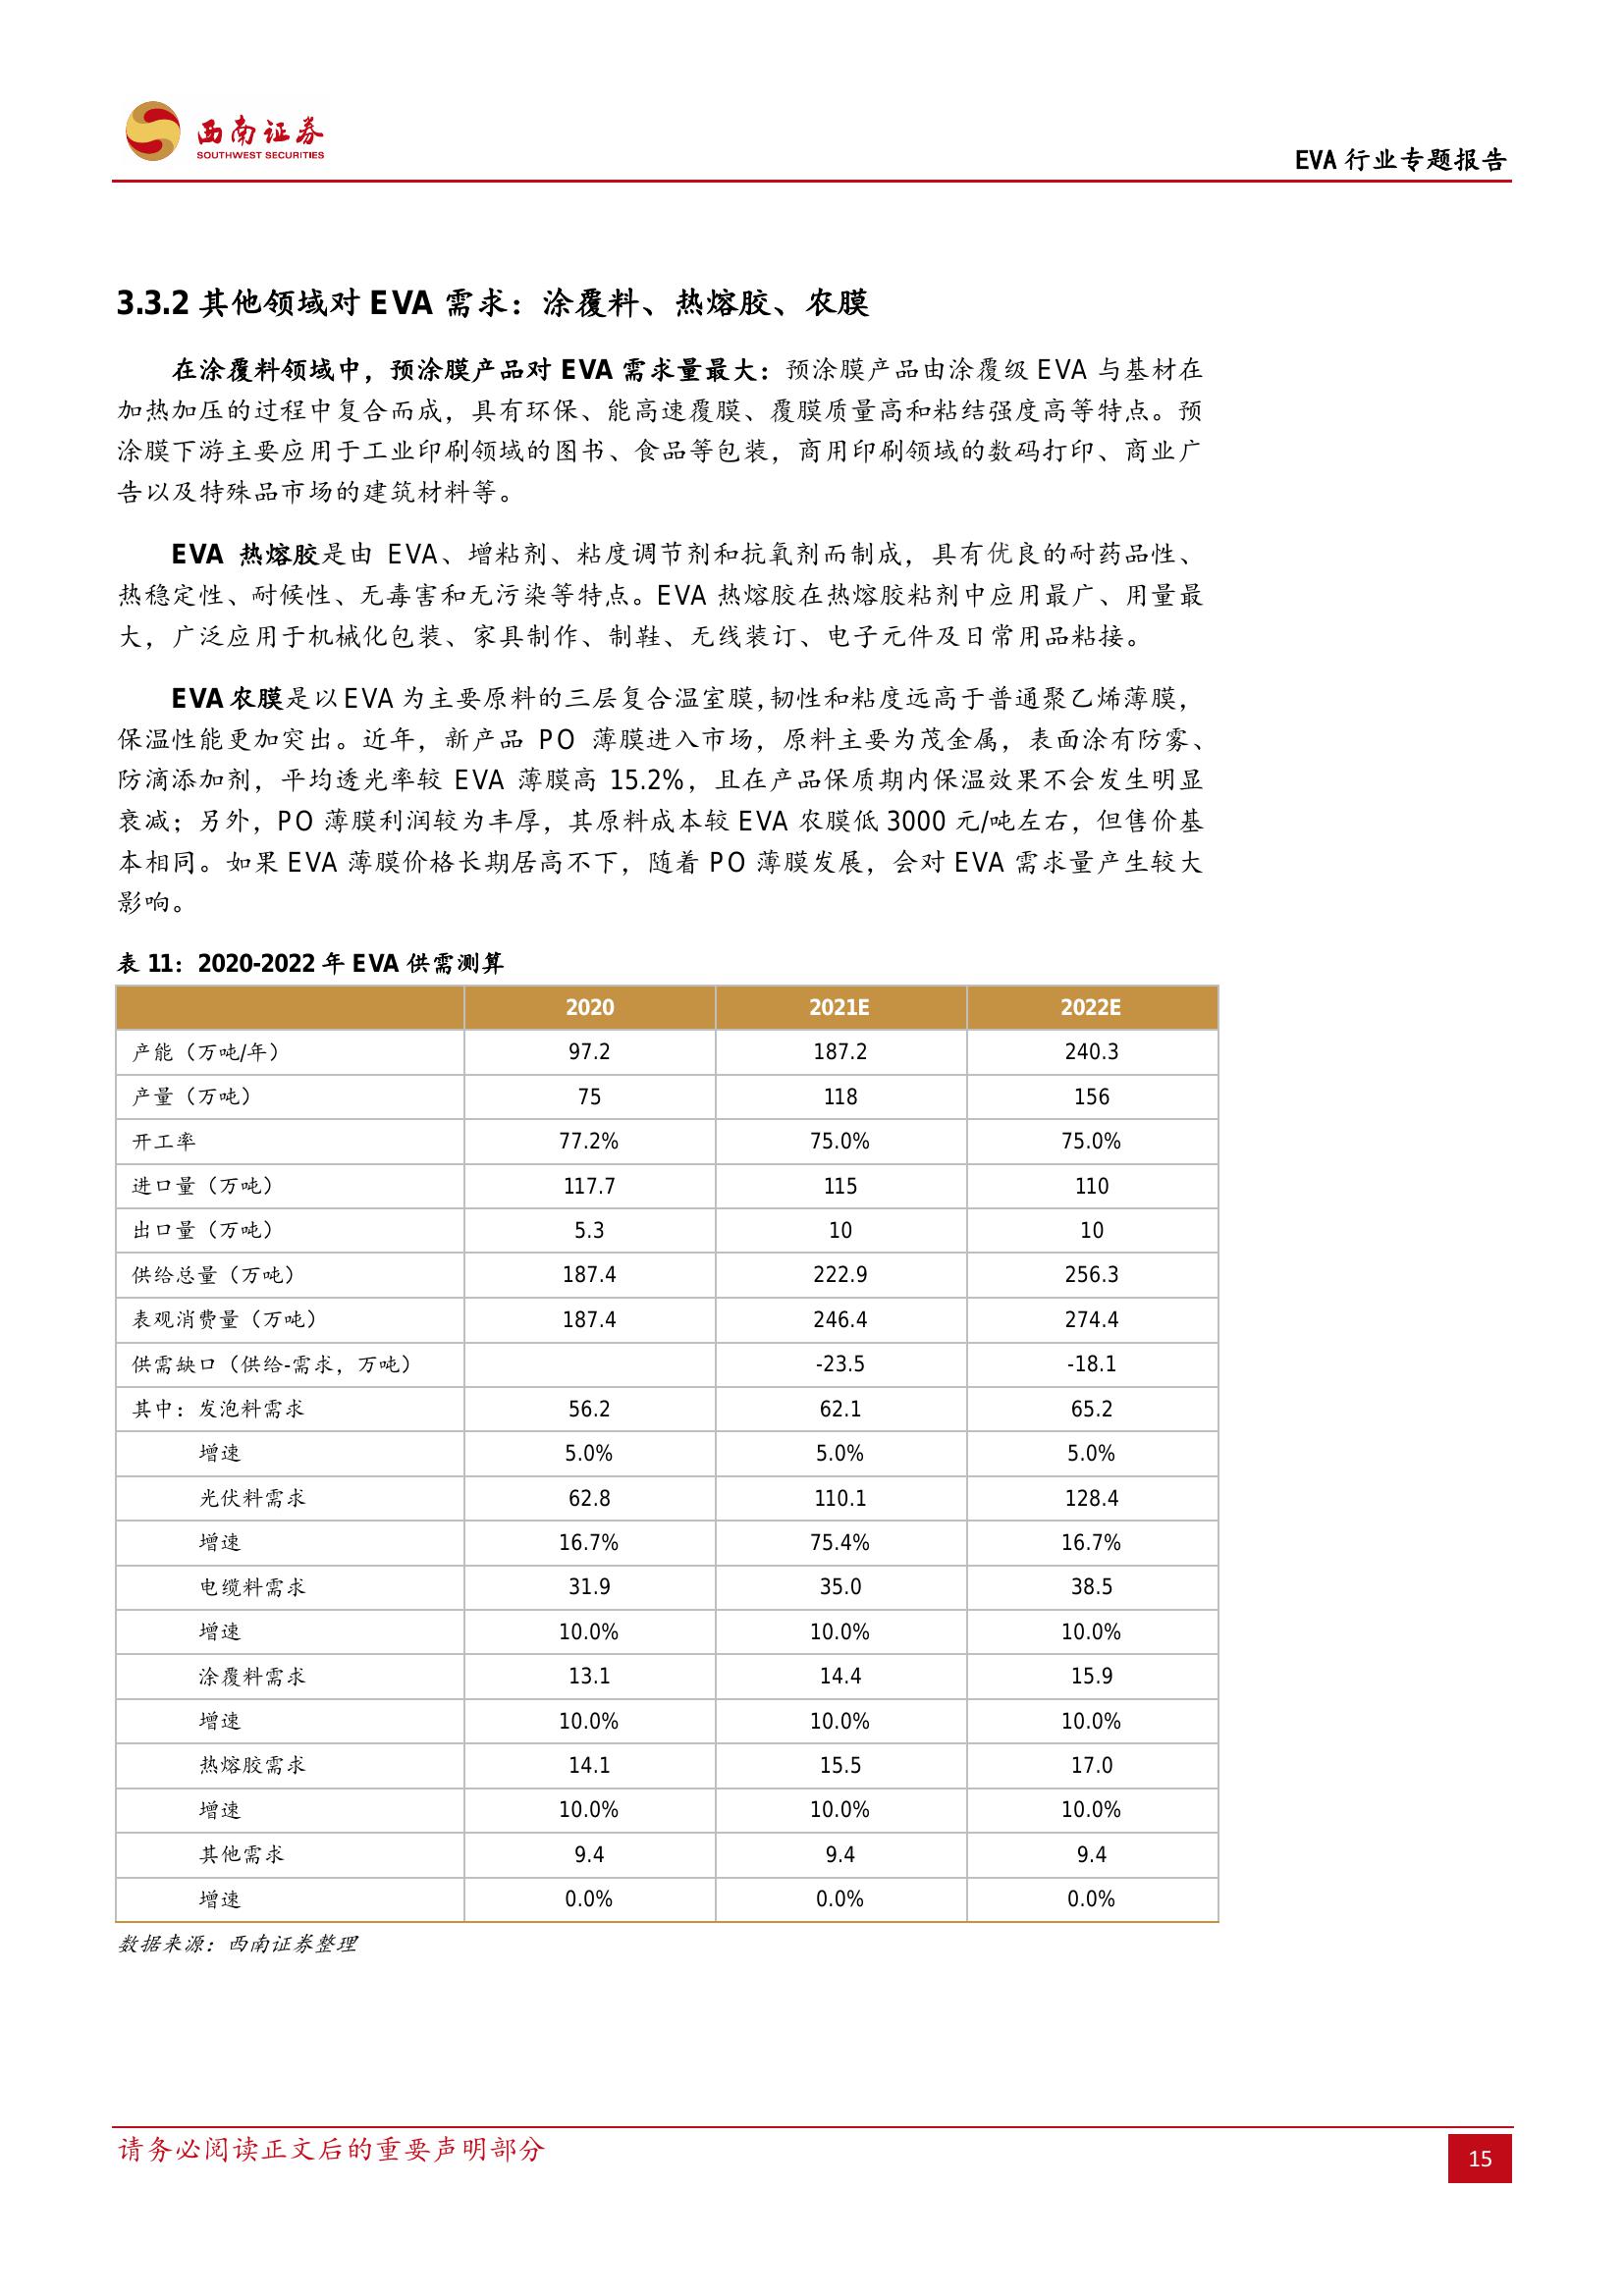 西南证券
SOUTHWEST SECURITIES
EVA 行业专题报告
3.3.2 其他领域对 EVA 需求：涂覆料、热熔胶、农膜
在涂覆料领域中，预涂膜产品对 EVA 需求量最大：预涂膜产品由涂覆级 EVA 与基材在
加热加压的过程中复合而成，具有环保、能高速覆膜、覆膜质量高和粘结强度高等特点。预
涂膜下游主要应用于工业印刷领域的图书、食品等包装，商用印刷领域的数码打印、商业广
告以及特殊品市场的建筑材料等。
EVA 热熔胶是由 EVA、增粘剂、粘度调节剂和抗氧剂而制成，具有优良的耐药品性、
热稳定性、耐候性、无毒害和无污染等特点。EVA 热熔胶在热熔胶粘剂中应用最广、用量最
大，广泛应用于机械化包装、家具制作、制鞋、无线装订、电子元件及日常用品粘接。
EVA 农膜是以 EVA 为主要原料的三层复合温室膜，韧性和粘度远高于普通聚乙烯薄膜，
保温性能更加突出。近年，新产品 PO 薄膜进入市场，原料主要为茂金属，表面涂有防雾、
防滴添加剂，平均透光率较 EVA 薄膜高 15.2%，且在产品保质期内保温效果不会发生明显
衰减；另外，PO 薄膜利润较为丰厚，其原料成本较 EVA 农膜低 3000 元/吨左右，但售价基
本相同。如果 EVA 薄膜价格长期居高不下，随着 PO 薄膜发展，会对 EVA 需求量产生较大
影响。
表 11：2020-2022 年 EVA 供需测算
2020 2021E 2022E
产能（万吨/年） 97.2 187.2 240.3
产量（万吨） 75 118 156
开工率 77.2% 75.0% 75.0%
进口量（万吨） 117.7 115 110
出口量（万吨） 5.3 10 10
供给总量（万吨） 187.4 222.9 256.3
表观消费量（万吨） 187.4 246.4 274.4
供需缺口（供给-需求，万吨） -23.5 -18.1
其中：发泡料需求 56.2 62.1 65.2
增速 5.0% 5.0% 5.0%
光伏料需求 62.8 110.1 128.4
增速 16.7% 75.4% 16.7%
电缆料需求 31.9 35.0 38.5
增速 10.0% 10.0% 10.0%
涂覆料需求 13.1 14.4 15.9
增速 10.0% 10.0% 10.0%
热熔胶需求 14.1 15.5 17.0
增速 10.0% 10.0% 10.0%
其他需求 9.4 9.4 9.4
增速 0.0% 0.0% 0.0%
数据来源：西南证券整理
请务必阅读正文后的重要声明部分
15